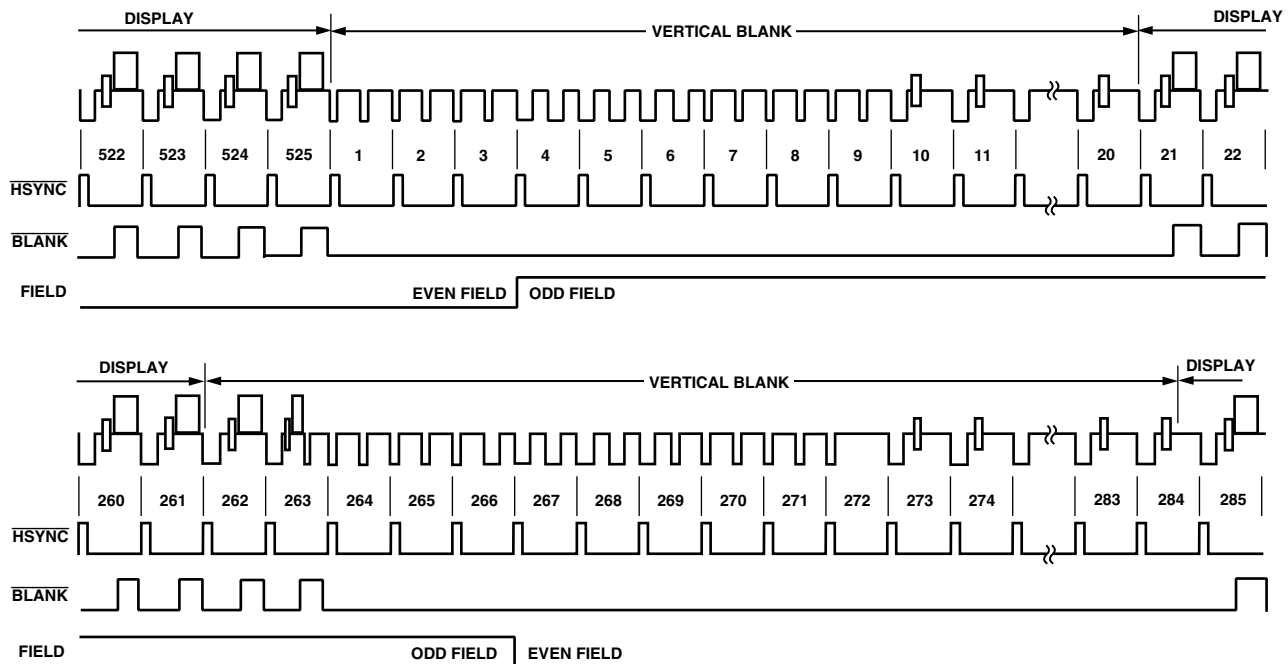 DISPLAY VERTICAL BLANK DISPLAY
522 523 524 525 1 2 3 4 5 6 7 8 9 10 11 20 21 22
HSYNC
BLANK
FIELD EVEN FIELD ODD FIELD
DISPLAY VERTICAL BLANK DISPLAY
260 261 262 263 264 265 266 267 268 269 270 271 272 273 274 283 284 285
HSYNC
BLANK
FIELD ODD FIELD EVEN FIELD